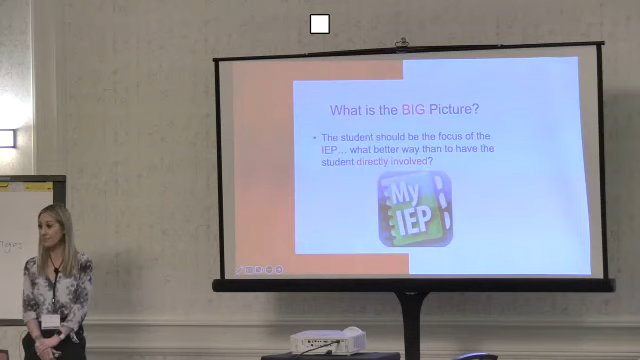 What is the BIG Picture?
• The student should be the focus of the
IEP... what better way than to have the
student directly involved?
My
IEP